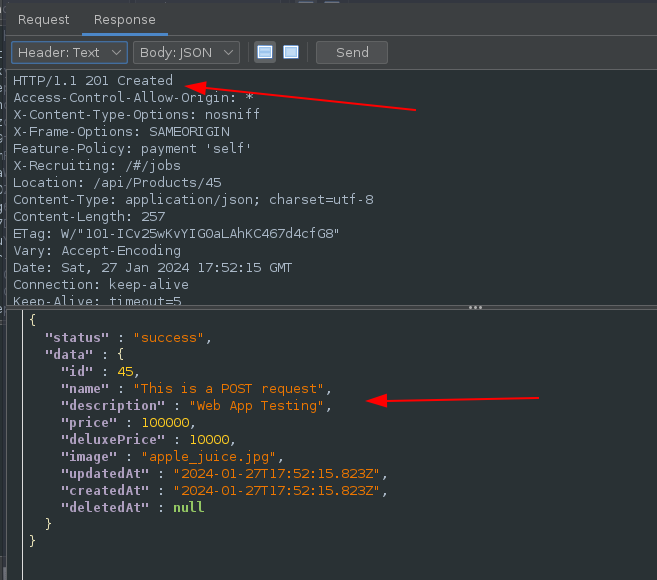 Request Response
Header: Text Body: JSON Send
HTTP/1.1 201 Created
Access-Control-Allow-Origin: *
X-Content-Type-Options: nosniff
X-Frame-Options: SAMEORIGIN
Feature-Policy: payment 'self'
X-Recruiting: /#/jobs
Location: /api/Products/45
Content-Type: application/json; charset=utf-8
Content-Length: 257
ETag: W/"101-ICv25wKvYIGOaLAhKC467d4cfG8"
Vary: Accept-Encoding
Date: Sat, 27 Jan 2024 17:52:15 GMT
Connection: keep-alive
Keep-Alive: timeout=5
{
"status" : "success",
"data" : {
"id" : 45,
"name" : "This is a POST request",
"description" : "Web App Testing",
"price" : 100000,
"deluxePrice" : 10000,
"image" : "apple_juice.jpg",
"updatedAt" : "2024-01-27T17:52:15.823Z",
"createdAt" : "2024-01-27T17:52:15.823Z",
"deletedAt" : null
}
}